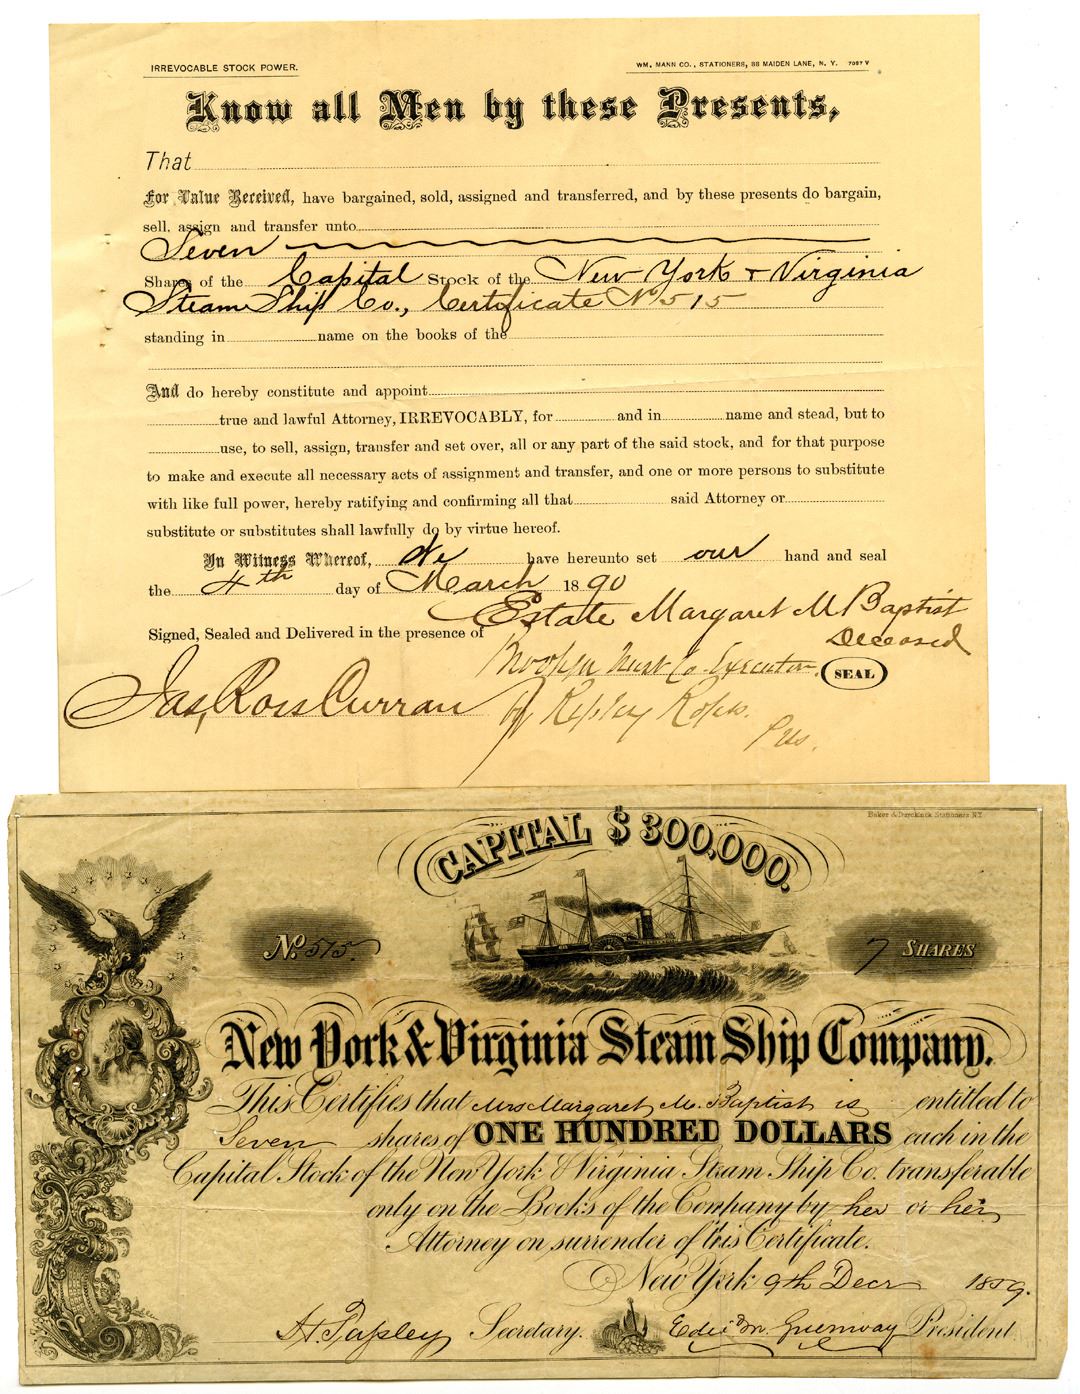 IRREVOCABLE STOCK POWER.
WM. MANN CO., STATIONERS, 88 MAIDEN LANE, N. Y. 7087 V
Know all Men by these Presents,
That
For Value Received, have bargained, sold, assigned and transferred, and by these presents do bargain,
sell, assign and transfer unto
Seven
Shares of the Capital Stock of the New York & Virginia
Steam Ship Co., Certificate No 515
standing in name on the books of the
And do hereby constitute and appoint
true and lawful Attorney, IRREVOCABLY, for and in name and stead, but to
use, to sell, assign, transfer and set over, all or any part of the said stock, and for that purpose
to make and execute all necessary acts of assignment and transfer, and one or more persons to substitute
with like full power, hereby ratifying and confirming all that said Attorney or
substitute or substitutes shall lawfully do by virtue hereof.
In Witness Whereof, We have hereunto set our hand and seal
the 4th day of March 1890
Estate Margaret M Baptist
Signed, Sealed and Delivered in the presence of
Deceased
Brooklyn Trust Co. Executor
SEAL
Jas, Ross Curran
by Ripley Ropes.
Pres.
Baker & Duyckinck Stationers N.Y.
CAPITAL $300,000.
No. 515.
7 SHARES
New York & Virginia Steam Ship Company.
This Certifies that Mrs Margaret M. Baptist is entitled to
Seven shares of ONE HUNDRED DOLLARS each in the
Capital Stock of the New York & Virginia Steam Ship Co. transferable
only on the Books of the Company by her or her
Attorney on surrender of this Certificate.
New York 9th Decr 1859.
H Tapsley Secretary.
Edw. M. Greenway President